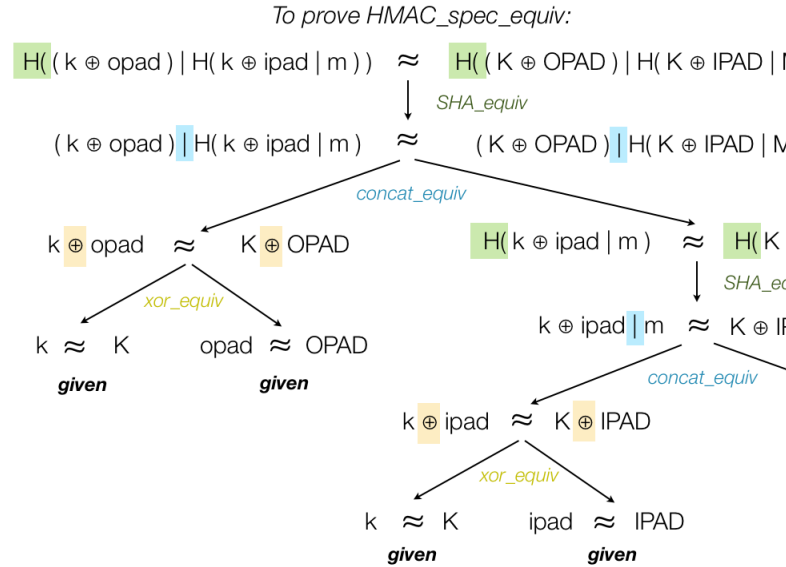 To prove HMAC_spec_equiv:
H( ( k ⊕ opad ) | H( k ⊕ ipad | m ) ) ≈ H( ( K ⊕ OPAD ) | H( K ⊕ IPAD |
SHA_equiv
( k ⊕ opad ) | H( k ⊕ ipad | m ) ≈ ( K ⊕ OPAD ) | H( K ⊕ IPAD |
concat_equiv
k ⊕ opad ≈ K ⊕ OPAD H( k ⊕ ipad | m ) ≈ H( K
xor_equiv
k ≈ K opad ≈ OPAD
given given
k ⊕ ipad | m ≈ K ⊕
concat_equiv
k ⊕ ipad ≈ K ⊕ IPAD
xor_equiv
k ≈ K ipad ≈ IPAD
given given